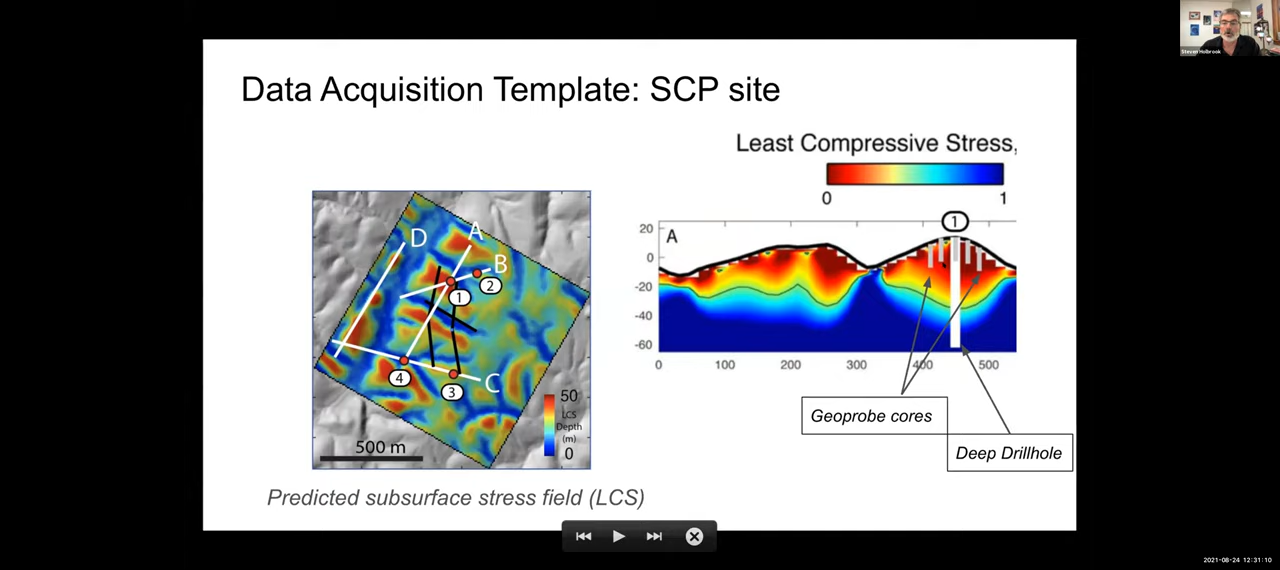 Data Acquisition Template: SCP site
Steven Holbrook
Least Compressive Stress,
0 1
D
A
B
C
1
2
3
4
50
LCS
Depth
(m)
0
500 m
Predicted subsurface stress field (LCS)
1
A
20
0
-20
-40
-60
0 100 200 300 400 500
Geoprobe cores
Deep Drillhole
2021-08-24 12:31:10